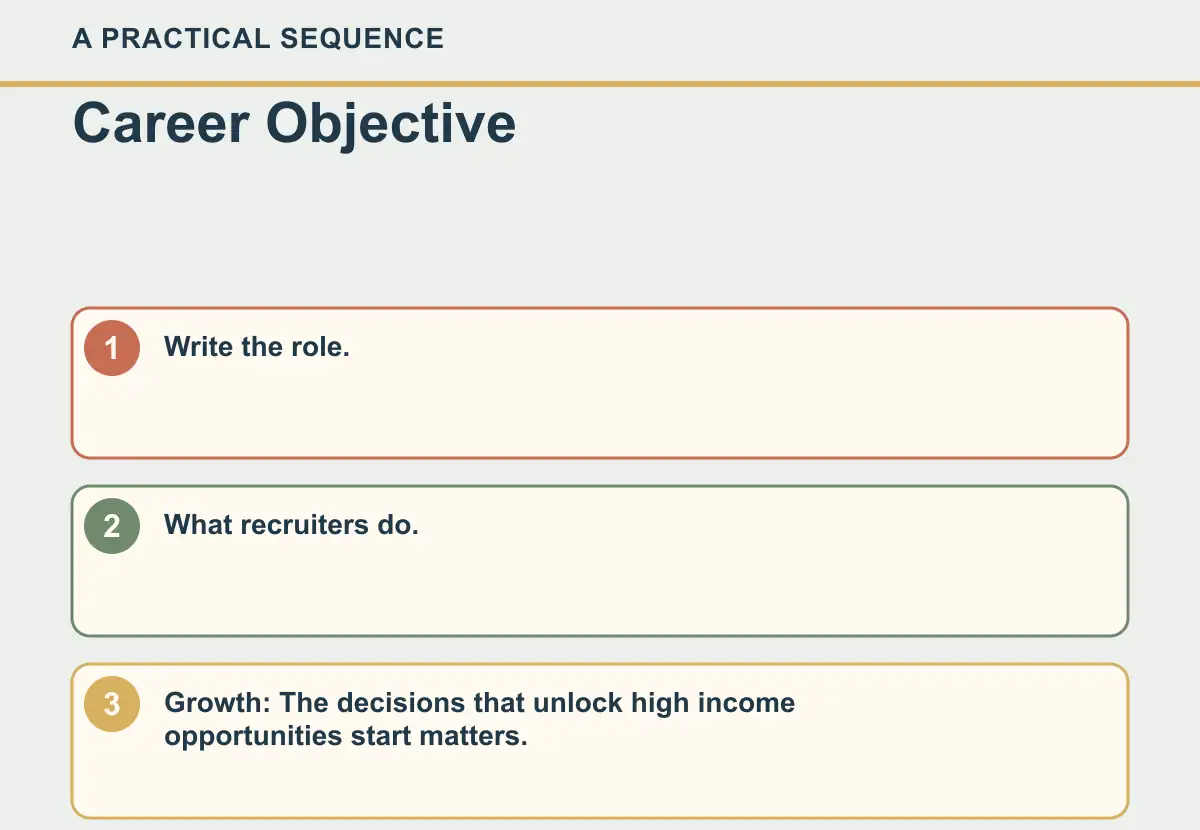 A PRACTICAL SEQUENCE
Career Objective
1
Write the role.
2
What recruiters do.
3
Growth: The decisions that unlock high income
opportunities start matters.